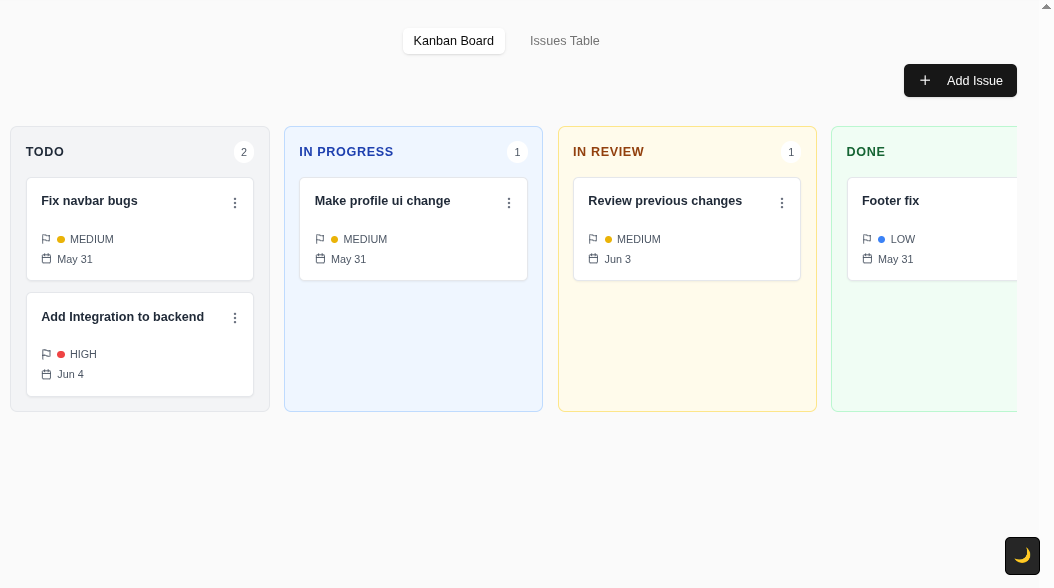 Kanban Board
Issues Table
Add Issue
TODO
2
Fix navbar bugs
MEDIUM
May 31
Add Integration to backend
HIGH
Jun 4
IN PROGRESS
1
Make profile ui change
MEDIUM
May 31
IN REVIEW
1
Review previous changes
MEDIUM
Jun 3
DONE
Footer fix
LOW
May 31